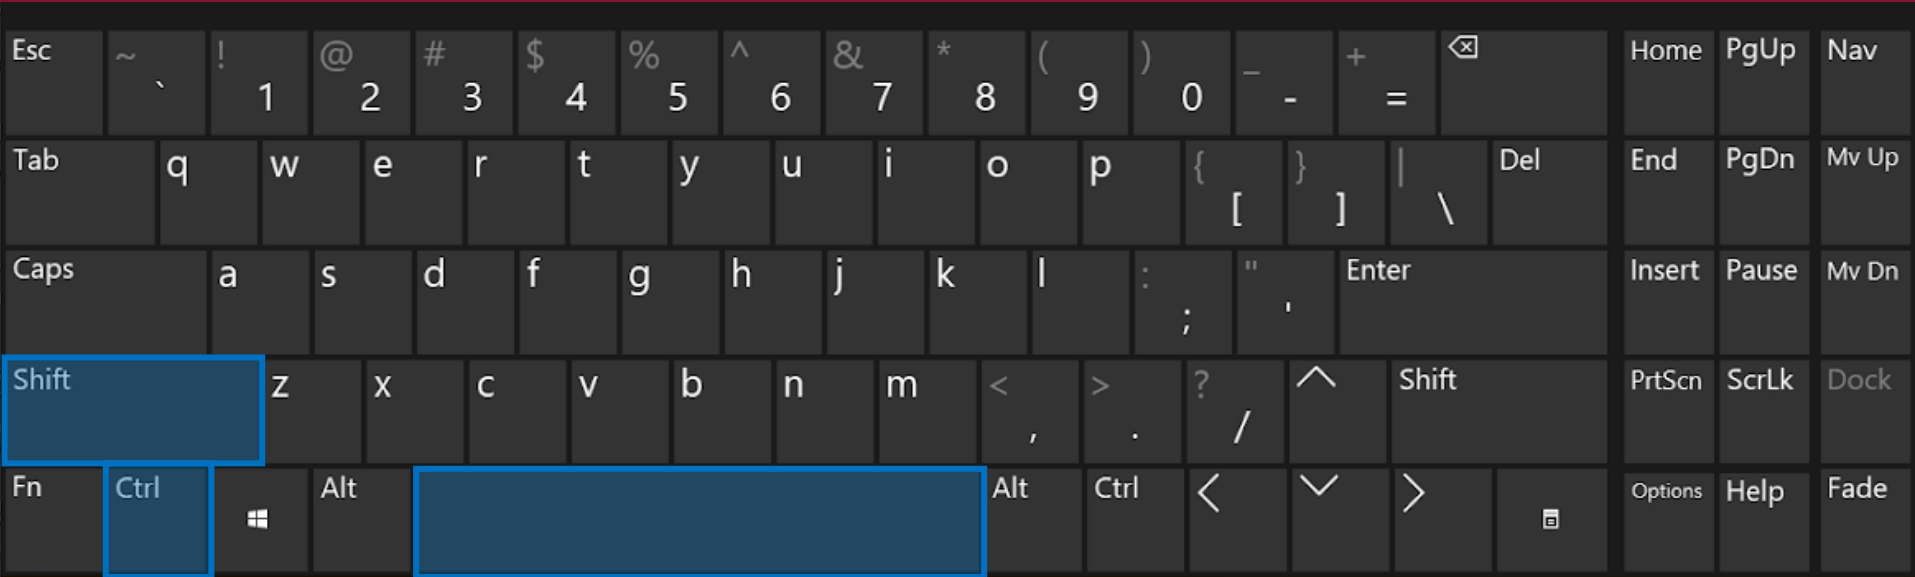 Esc ~ ` ! 1 @ 2 # 3 $ 4 % 5 ^ 6 & 7 * 8 ( 9 ) 0 _ - + = Home PgUp Nav
Tab q w e r t y u i o p { [ } ] | \ Del End PgDn Mv Up
Caps a s d f g h j k l : ; " ' Enter Insert Pause Mv Dn
Shift z x c v b n m < , > . ? / Shift PrtScn ScrLk Dock
Fn Ctrl Alt Alt Ctrl Options Help Fade